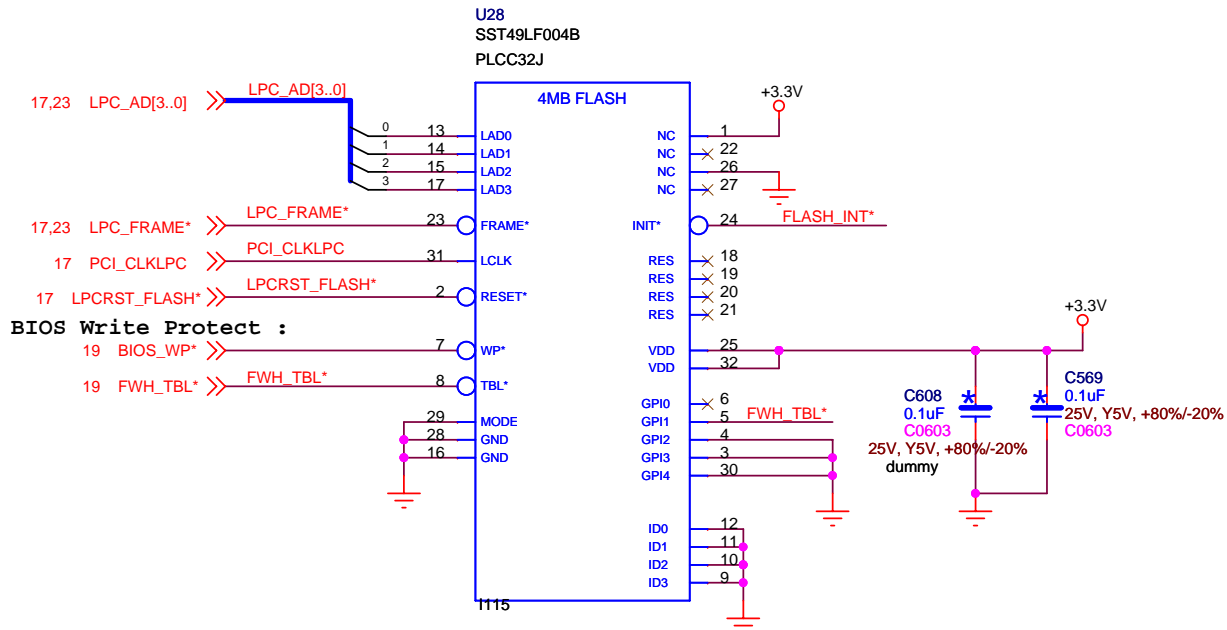 U28
SST49LF004B
PLCC32J
4MB FLASH
17,23 LPC_AD[3..0] LPC_AD[3..0]
0 13 LAD0
1 14 LAD1
2 15 LAD2
3 17 LAD3
17,23 LPC_FRAME* LPC_FRAME* 23 FRAME*
17 PCI_CLKLPC PCI_CLKLPC 31 LCLK
17 LPCRST_FLASH* LPCRST_FLASH* 2 RESET*
BIOS Write Protect :
19 BIOS_WP* 7 WP*
19 FWH_TBL* FWH_TBL* 8 TBL*
29 MODE
28 GND
16 GND
+3.3V
NC 1
NC 22
NC 26
NC 27
INIT* 24 FLASH_INT*
RES 18
RES 19
RES 20
RES 21
+3.3V
VDD 25
VDD 32
GPI0 6
GPI1 5 FWH_TBL*
GPI2 4
GPI3 3
GPI4 30
ID0 12
ID1 11
ID2 10
ID3 9
I115
C608
0.1uF
C0603
25V, Y5V, +80%/-20%
dummy
C569
0.1uF
25V, Y5V, +80%/-20%
C0603